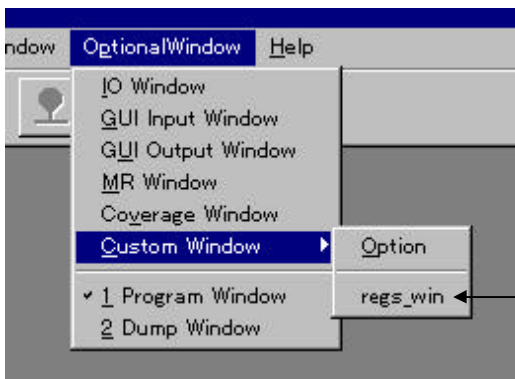 ndow OptionalWindow Help
IO Window
GUI Input Window
GUI Output Window
MR Window
Coverage Window
Custom Window
Option
1 Program Window
regs_win
2 Dump Window